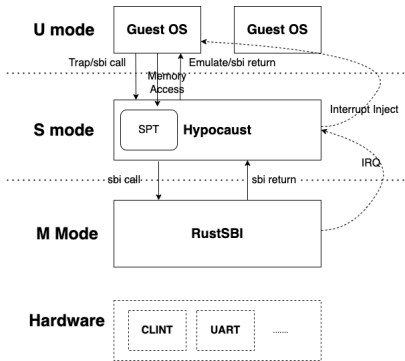 U mode
Guest OS
Guest OS
Trap/sbi call
Emulate/sbi return
Memory
Access
Interrupt Inject
S mode
SPT
Hypocaust
IRQ
sbi call
sbi return
M Mode
RustSBI
Hardware
CLINT
UART
.......